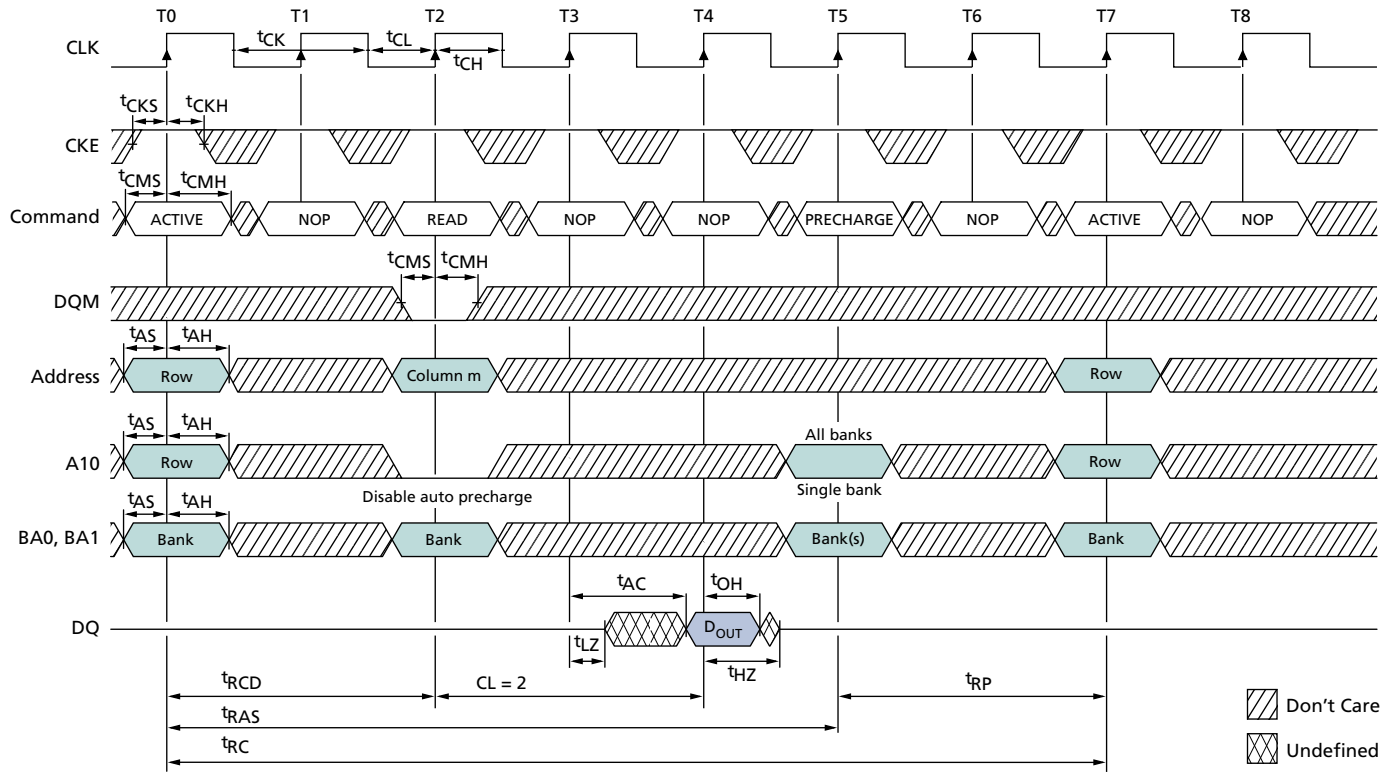 T0 T1 T2 T3 T4 T5 T6 T7 T8
CLK
tCK tCL
tCH
tCKS tCKH
CKE
tCMS tCMH
Command ACTIVE NOP READ NOP NOP PRECHARGE NOP ACTIVE NOP
tCMS tCMH
DQM
tAS tAH
Address Row Column m Row
tAS tAH
All banks
A10 Row Row
Disable auto precharge
Single bank
tAS tAH
BA0, BA1 Bank Bank Bank(s) Bank
tAC tOH
DQ DOUT
tLZ
tHZ
tRCD CL = 2 tRP
tRAS
tRC
Don't Care
Undefined